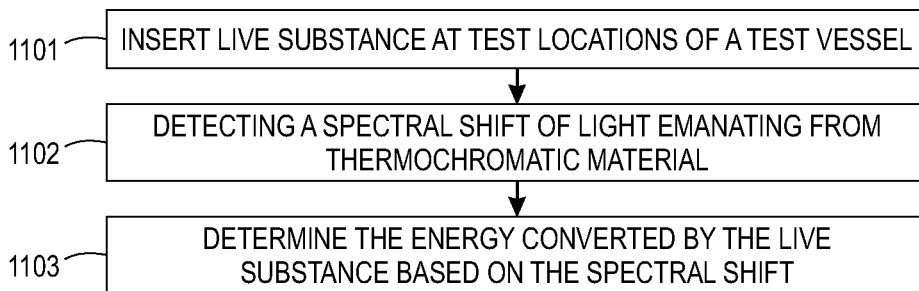 1101
INSERT LIVE SUBSTANCE AT TEST LOCATIONS OF A TEST VESSEL
1102
DETECTING A SPECTRAL SHIFT OF LIGHT EMANATING FROM
THERMOCHROMATIC MATERIAL
1103
DETERMINE THE ENERGY CONVERTED BY THE LIVE
SUBSTANCE BASED ON THE SPECTRAL SHIFT